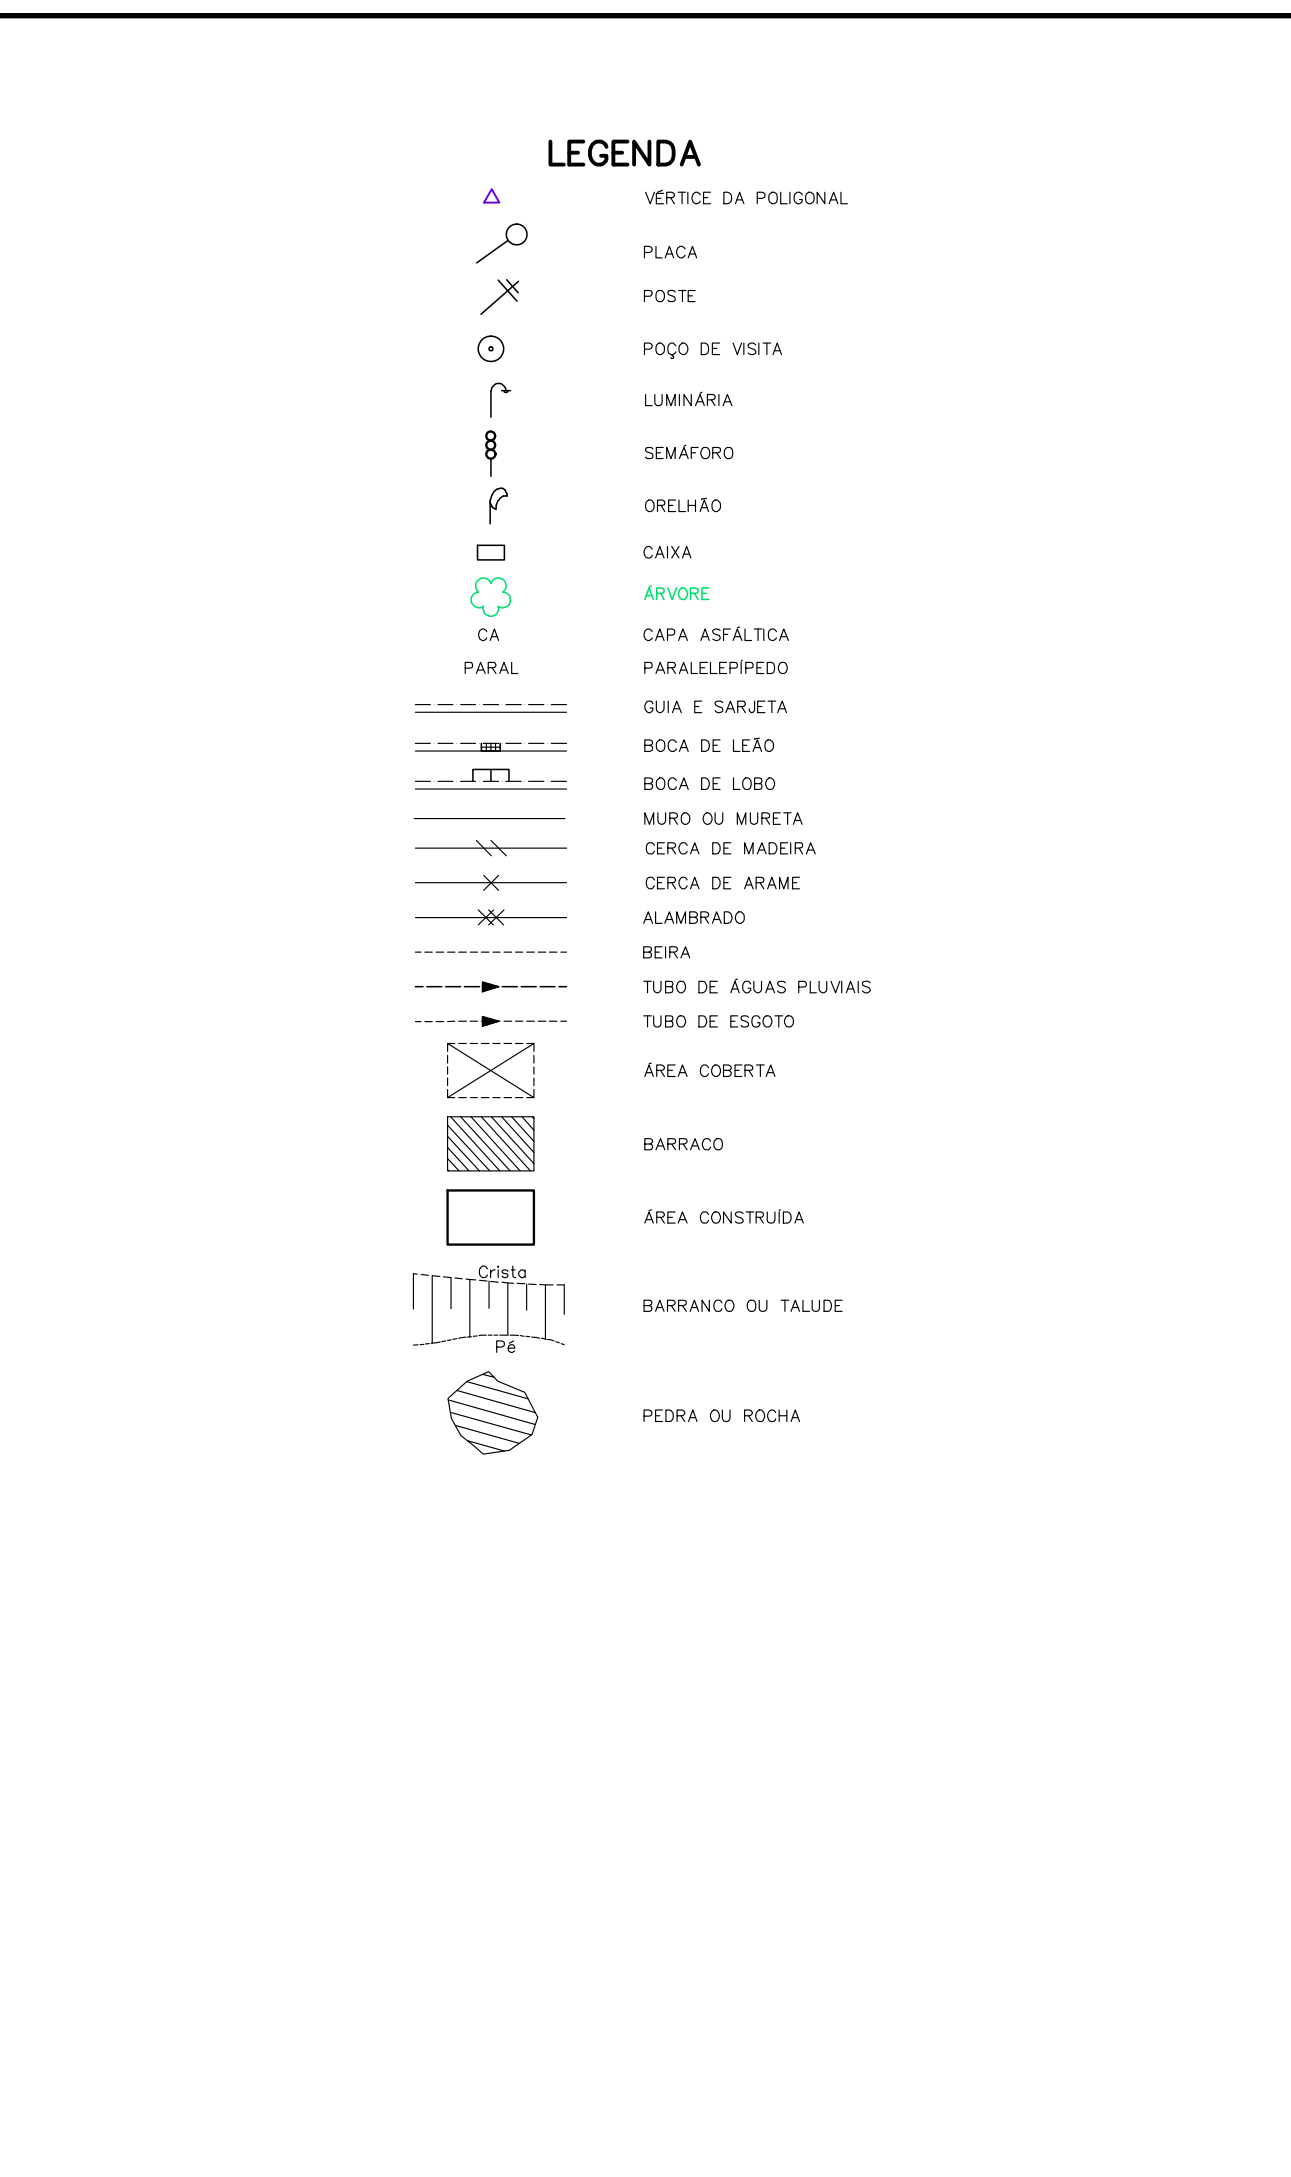 LEGENDA
VÉRTICE DA POLIGONAL
PLACA
POSTE
POÇO DE VISITA
LUMINÁRIA
SEMÁFORO
ORELHÃO
CAIXA
ÁRVORE
CA CAPA ASFÁLTICA
PARAL PARALELEPÍPEDO
GUIA E SARJETA
BOCA DE LEÃO
BOCA DE LOBO
MURO OU MURETA
CERCA DE MADEIRA
CERCA DE ARAME
ALAMBRADO
BEIRA
TUBO DE ÁGUAS PLUVIAIS
TUBO DE ESGOTO
ÁREA COBERTA
BARRACO
ÁREA CONSTRUÍDA
Crista
BARRANCO OU TALUDE
Pé
PEDRA OU ROCHA